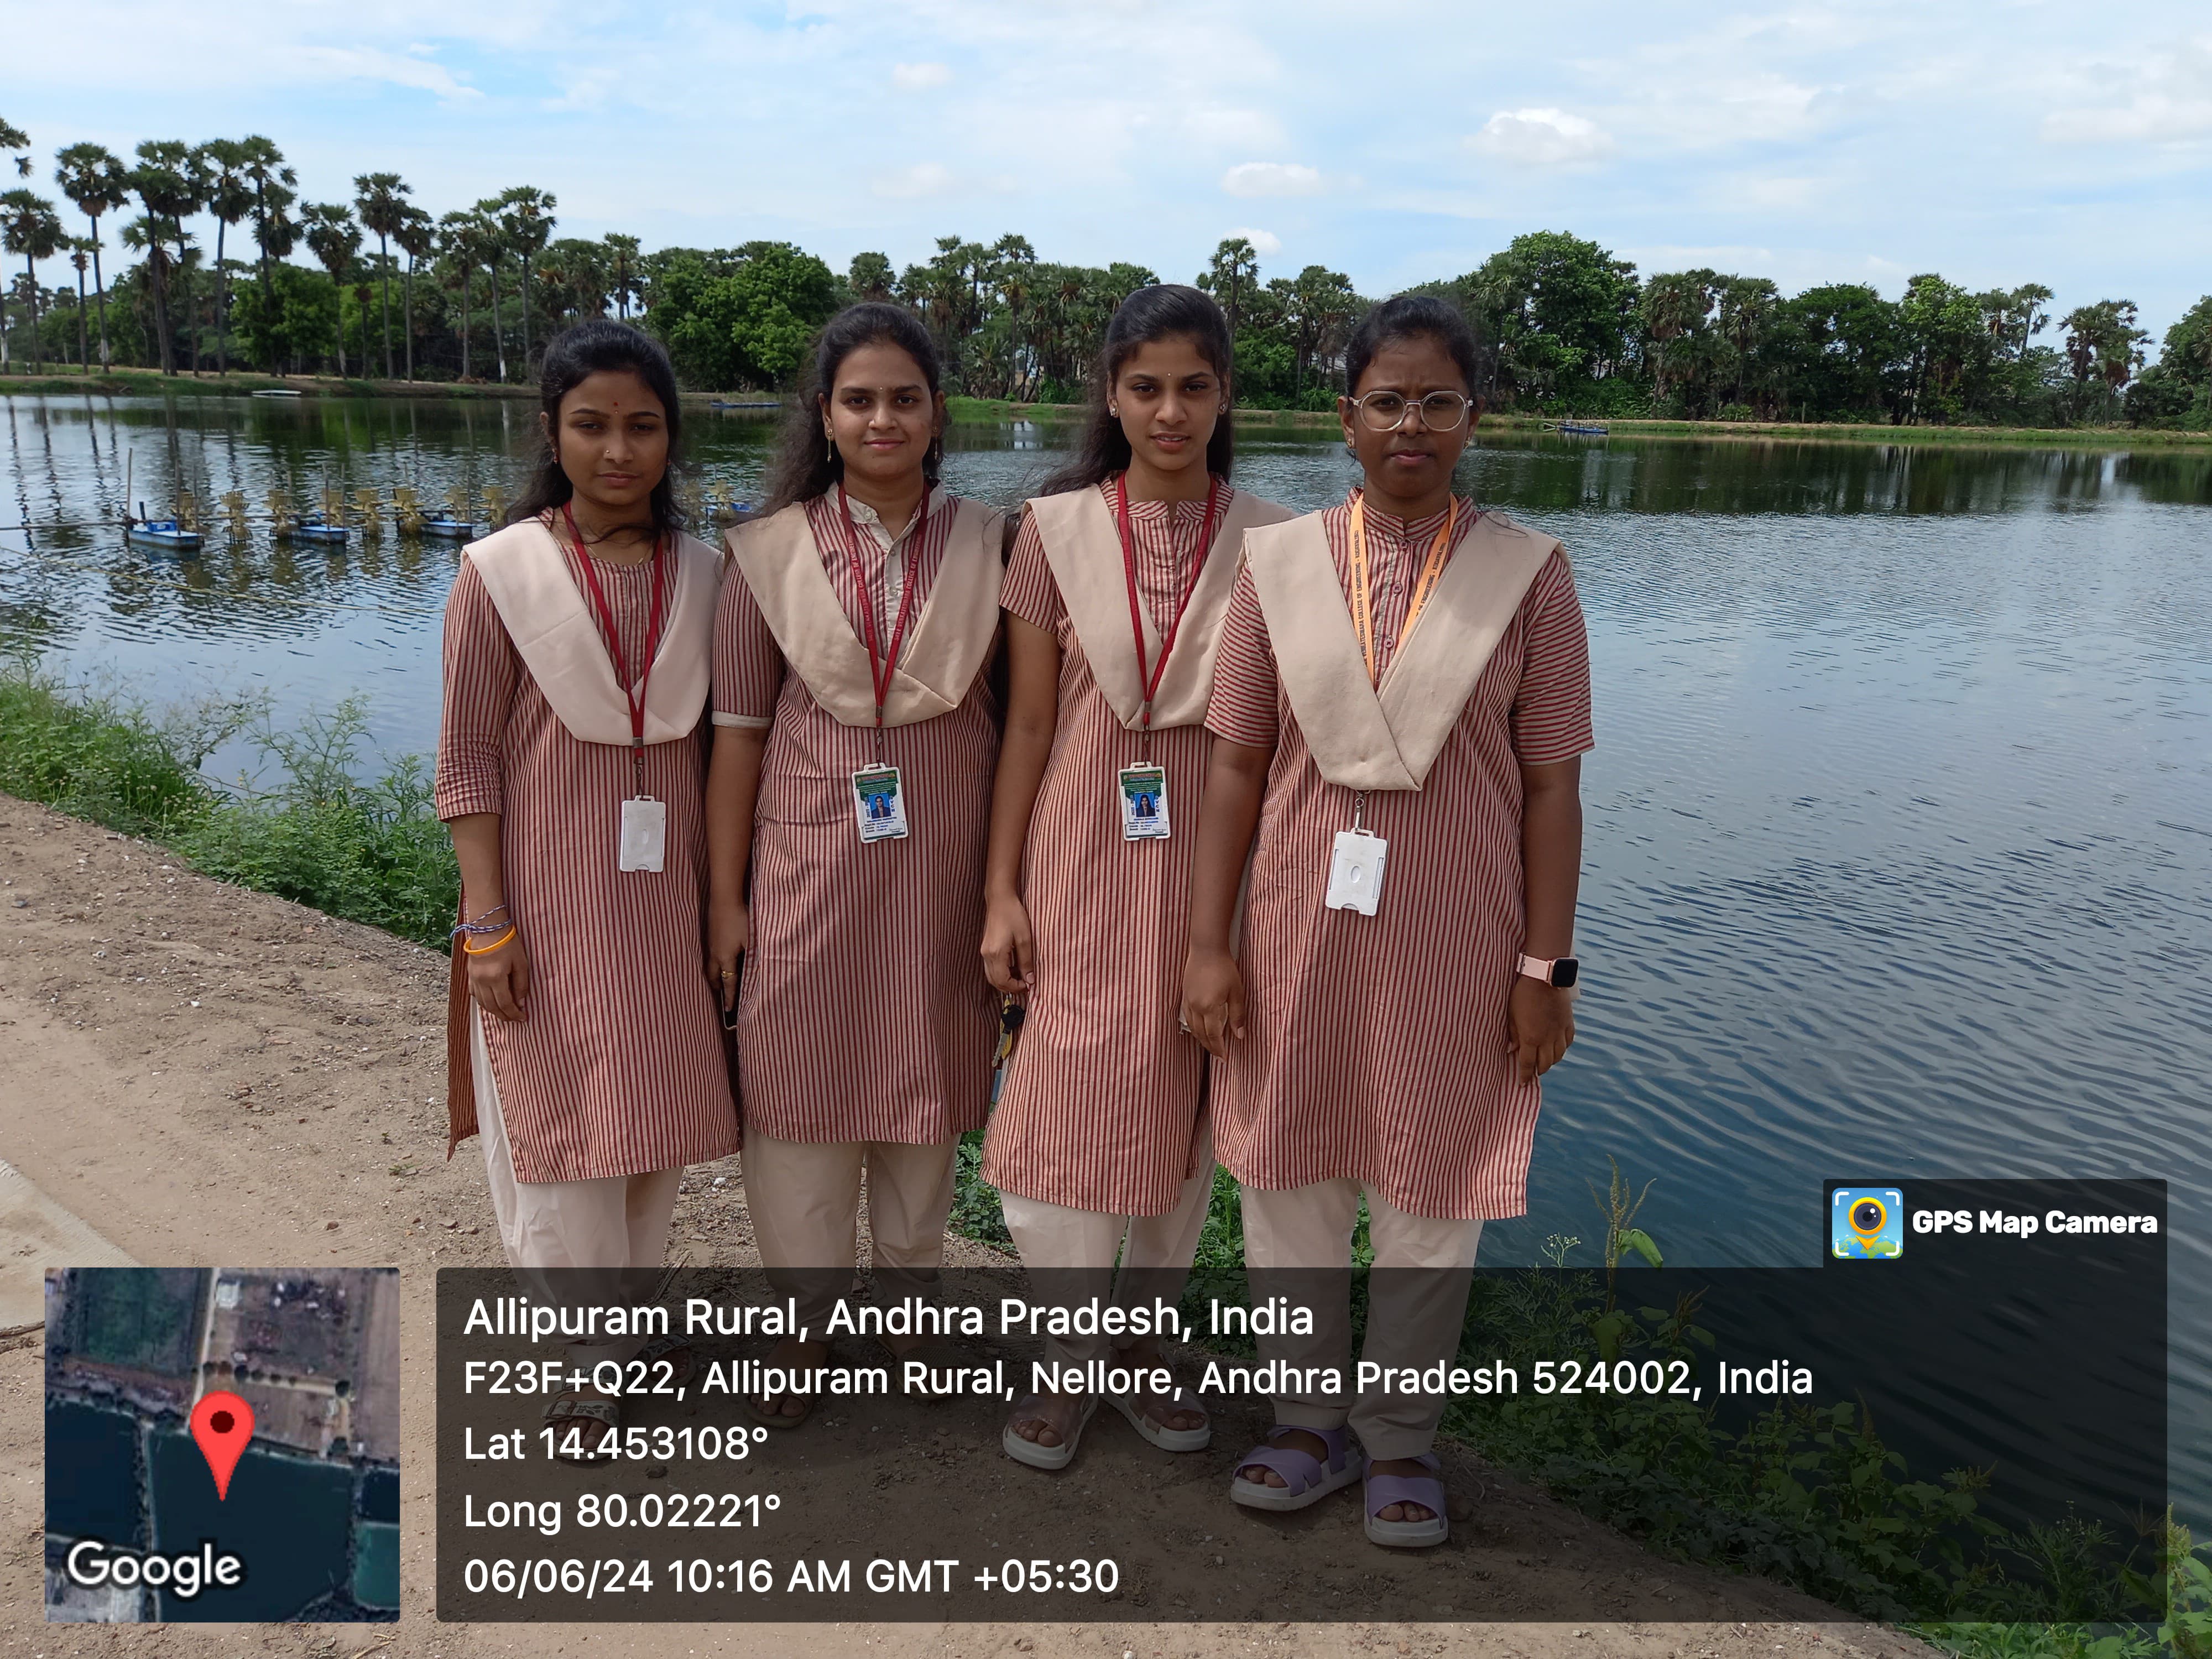 GPS Map Camera
Allipuram Rural, Andhra Pradesh, India
F23F+Q22, Allipuram Rural, Nellore, Andhra Pradesh 524002, India
Lat 14.453108°
Long 80.02221°
06/06/24 10:16 AM GMT +05:30
Google